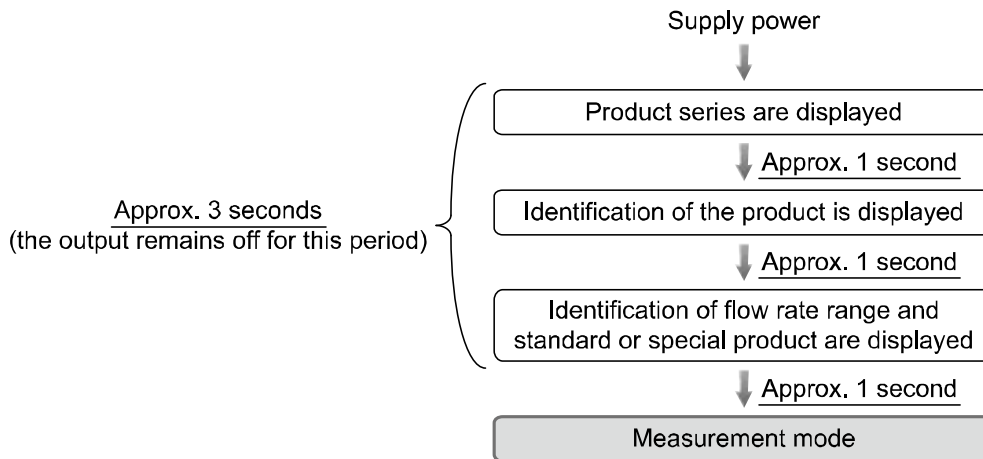 Supply power
Product series are displayed
Approx. 1 second
Approx. 3 seconds
(the output remains off for this period)
Identification of the product is displayed
Approx. 1 second
Identification of flow rate range and
standard or special product are displayed
Approx. 1 second
Measurement mode